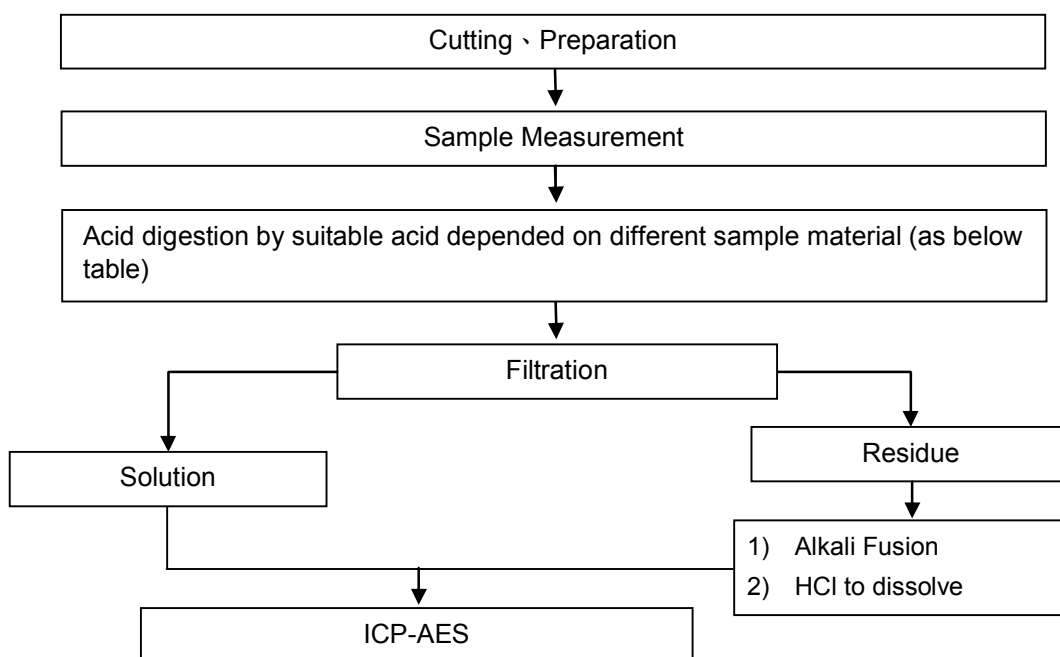 Cutting、Preparation
Sample Measurement
Acid digestion by suitable acid depended on different sample material (as below
table)
Filtration
Solution
Residue
1) Alkali Fusion
2) HCl to dissolve
ICP-AES